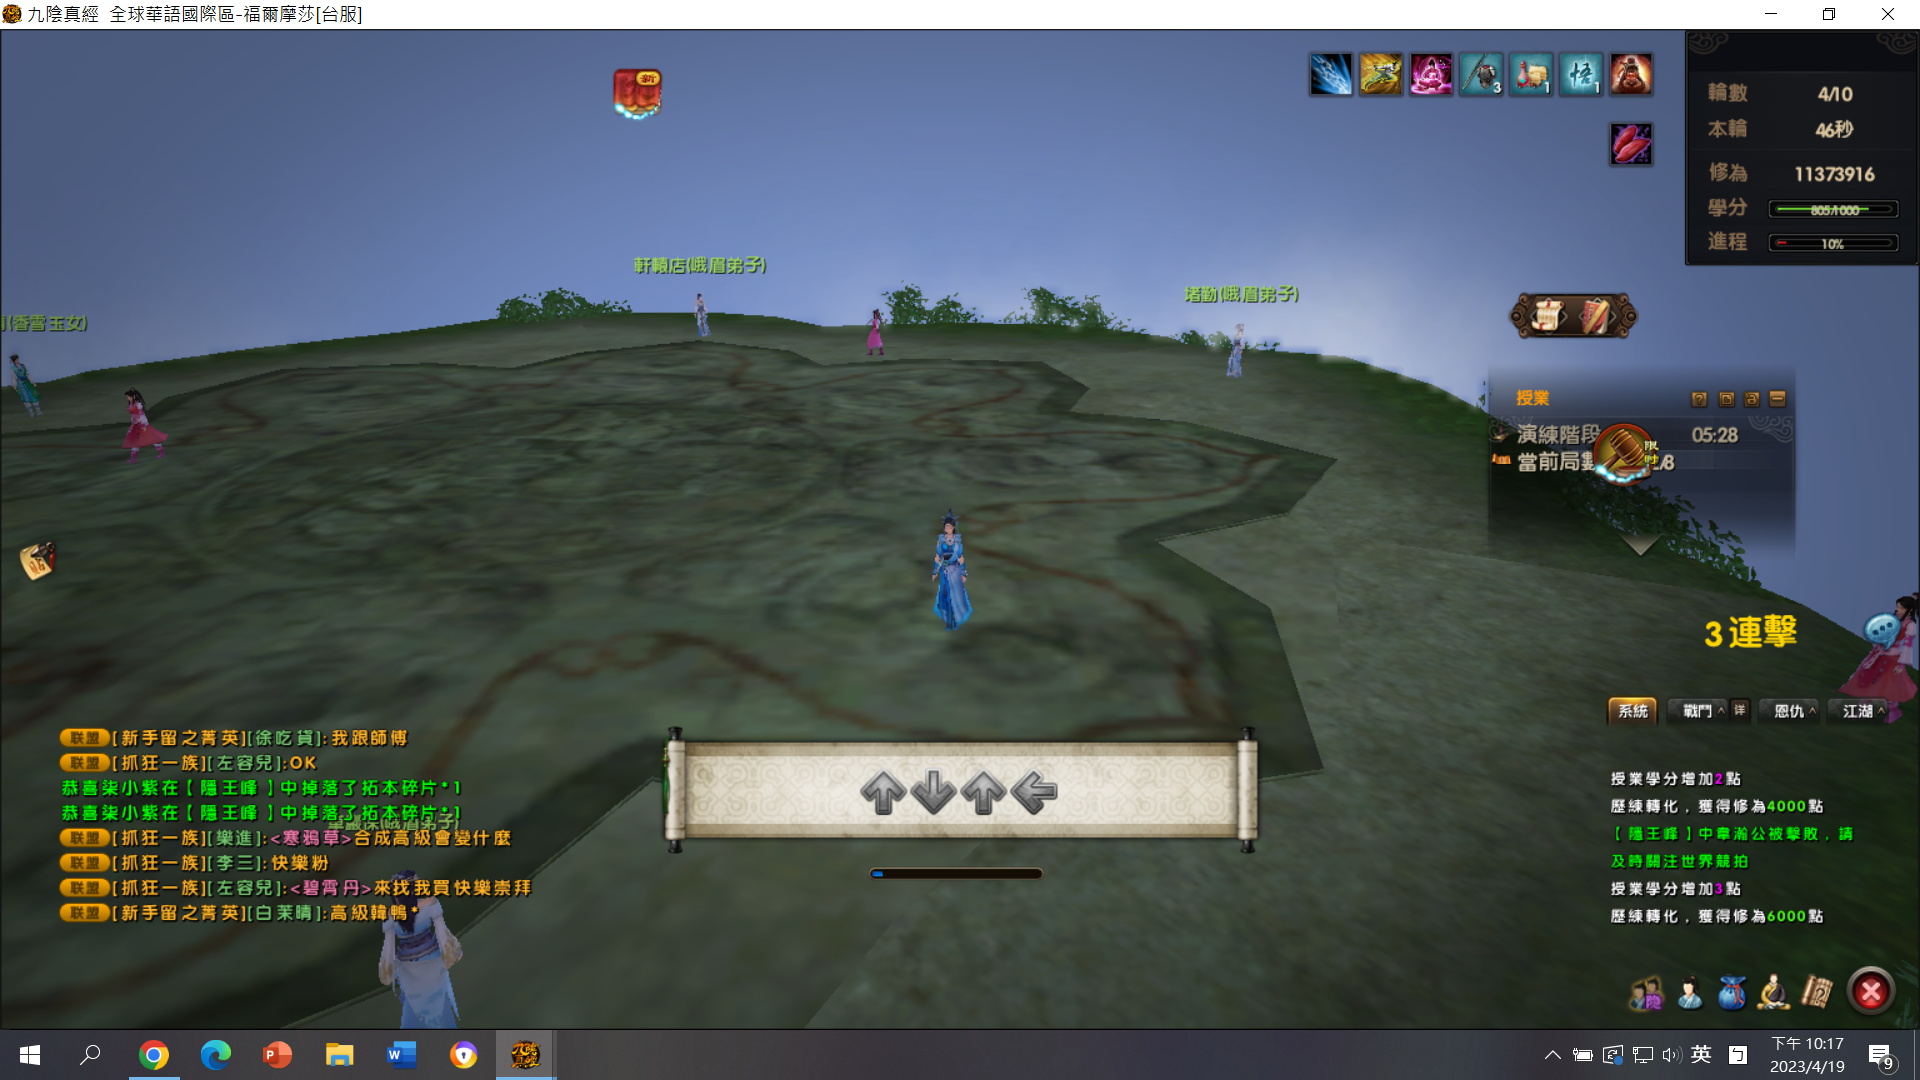 九陰真經 全球華語國際區-福爾摩莎[台服]
新
3
1
悟
1
輪數 4/10
本輪 46秒
修為 11373916
學分 805/1000
進程 10%
軒轅店(峨眉弟子)
堵勤(峨眉弟子)
(香雪玉女)
授業
演練階段 05:28
當前局數 /8
限時
3 連擊
系統 戰鬥 详 恩仇 江湖
联盟 [新手留之菁英][徐吃貨]:我跟師傅
联盟 [抓狂一族][左容兒]:OK
恭喜柒小紫在【隱王峰】中掉落了拓本碎片*1
恭喜柒小紫在【隱王峰】中掉落了拓本碎片*1
(峨眉弟子)
联盟 [抓狂一族][樂進]:<寒鴉草>合成高級會變什麼
联盟 [抓狂一族][李三]:快樂粉
联盟 [抓狂一族][左容兒]:<碧霄丹>來找我買快樂崇拜
联盟 [新手留之菁英][白茉晴]:高級韓鴨*
授業學分增加2點
歷練轉化，獲得修為4000點
【隱王峰】中韋瀚公被擊敗，請
及時關注世界競拍
授業學分增加3點
歷練轉化，獲得修為6000點
英
下午 10:17
2023/4/19
9